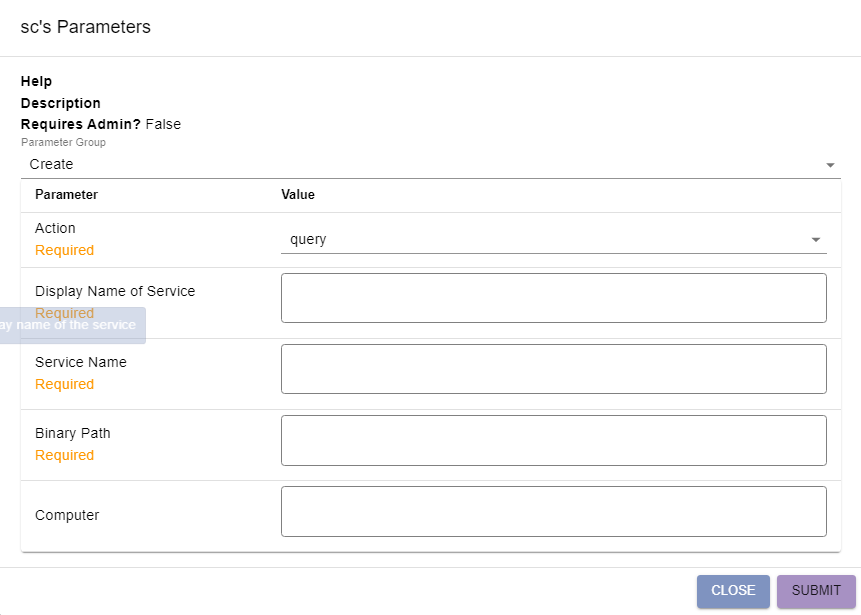 sc's Parameters
Help
Description
Requires Admin? False
Parameter Group
Create
Parameter Value
Action
Required
query
Display Name of Service
Required
ay name of the service
Service Name
Required
Binary Path
Required
Computer
CLOSE SUBMIT